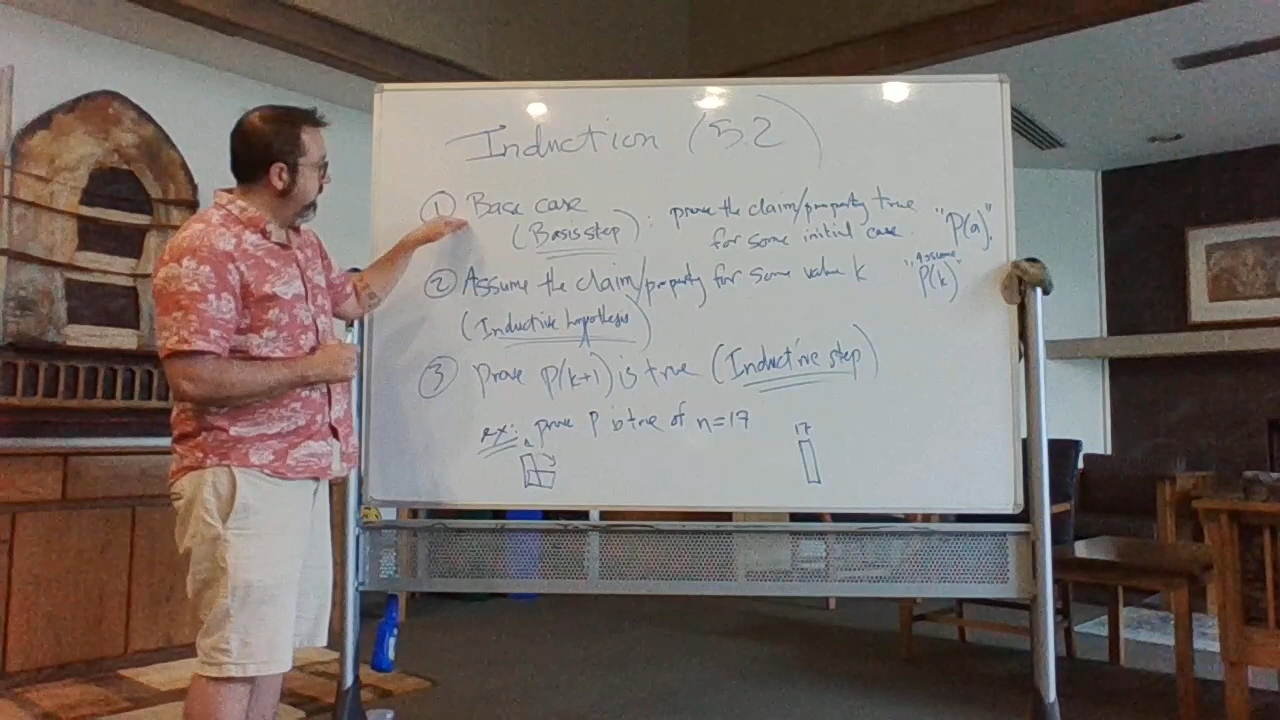 Induction (5.2)
① Base case
(Basis step) : prove the claim/property true
for some initial case. "P(a)".
② Assume the claim/property for some value k "Assume P(k)"
(Inductive hypothesis)
③ Prove P(k+1) is true (Inductive step)
ex: prove P is true of n=17
a 17